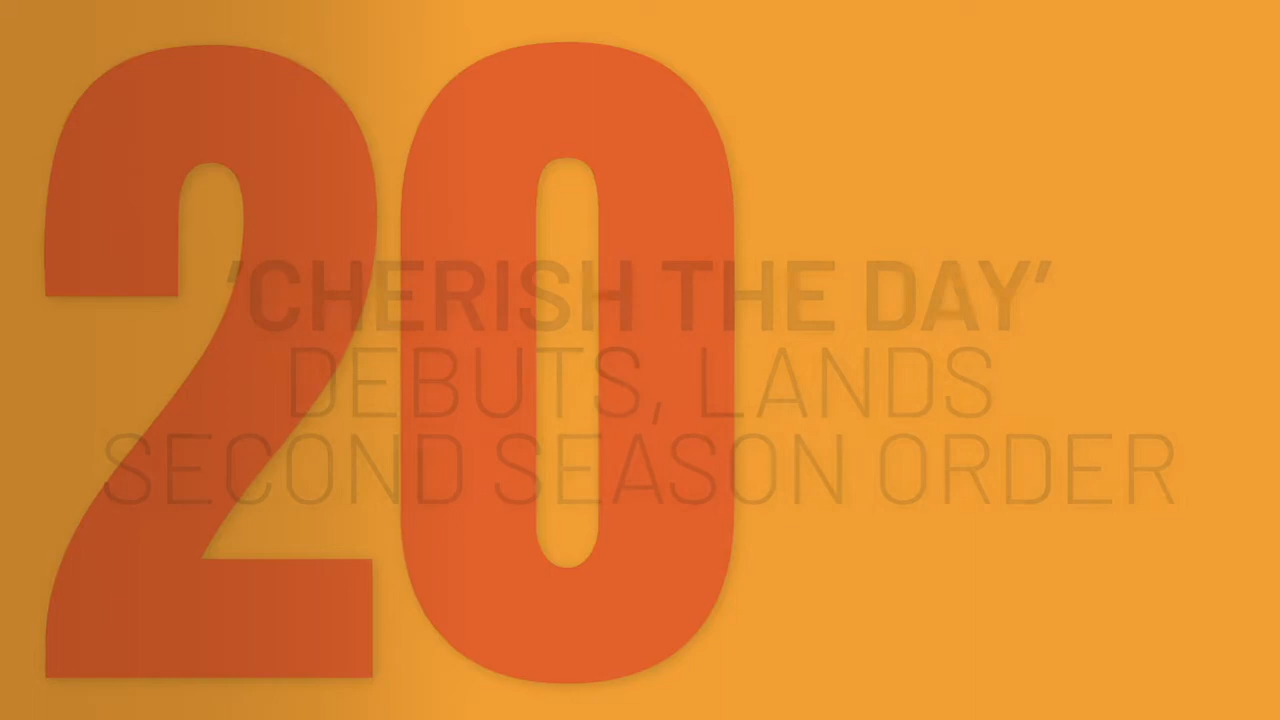 20
‘CHERISH THE DAY’
DEBUTS, LANDS
SECOND SEASON ORDER